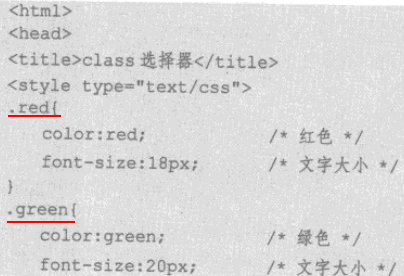 <html>
<head>
<title>class 选择器</title>
<style type="text/css">
.red{
color:red; /* 红色 */
font-size:18px; /* 文字大小 */
}
.green{
color:green; /* 绿色 */
font-size:20px; /* 文字大小 */